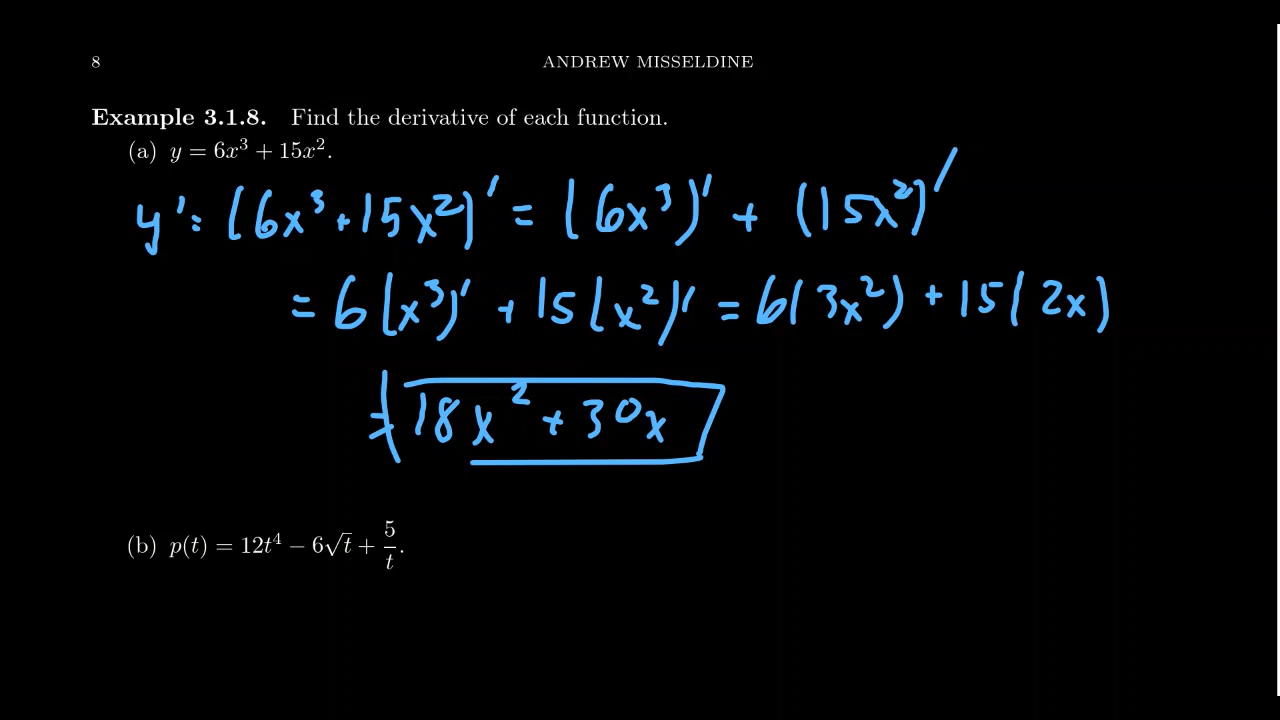 8 ANDREW MISSELDINE
Example 3.1.8. Find the derivative of each function.
(a) y = 6x³ + 15x².
y' = (6x³ + 15x²)' = (6x³)' + (15x²)'
= 6(x³)' + 15(x²)' = 6(3x²) + 15(2x)
= 18x² + 30x
(b) p(t) = 12t⁴ − 6√t + 5/t.